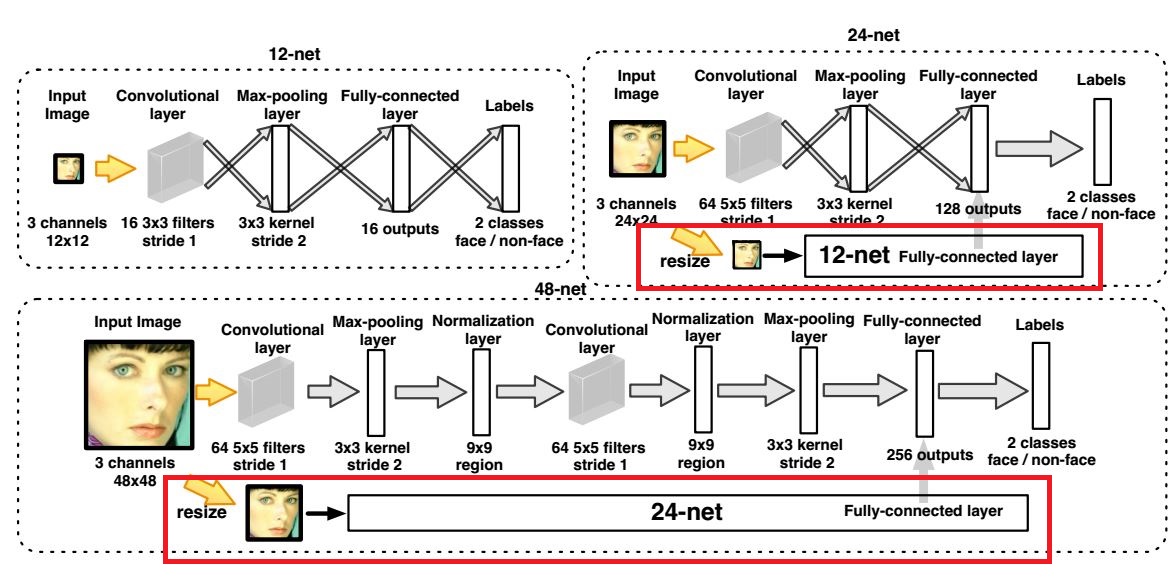 12-net
Input
Image
Convolutional
layer
Max-pooling
layer
Fully-connected
layer
Labels
3 channels
12x12
16 3x3 filters
stride 1
3x3 kernel
stride 2
16 outputs
2 classes
face / non-face
24-net
Input
Image
Convolutional
layer
Max-pooling
layer
Fully-connected
layer
Labels
3 channels
24x24
64 5x5 filters
stride 1
3x3 kernel
stride 2
128 outputs
2 classes
face / non-face
resize
12-net Fully-connected layer
48-net
Input Image
Convolutional
layer
Max-pooling
layer
Normalization
layer
Convolutional
layer
Normalization
layer
Max-pooling
layer
Fully-connected
layer
Labels
3 channels
48x48
64 5x5 filters
stride 1
3x3 kernel
stride 2
9x9
region
64 5x5 filters
stride 1
9x9
region
3x3 kernel
stride 2
256 outputs
2 classes
face / non-face
resize
24-net Fully-connected layer